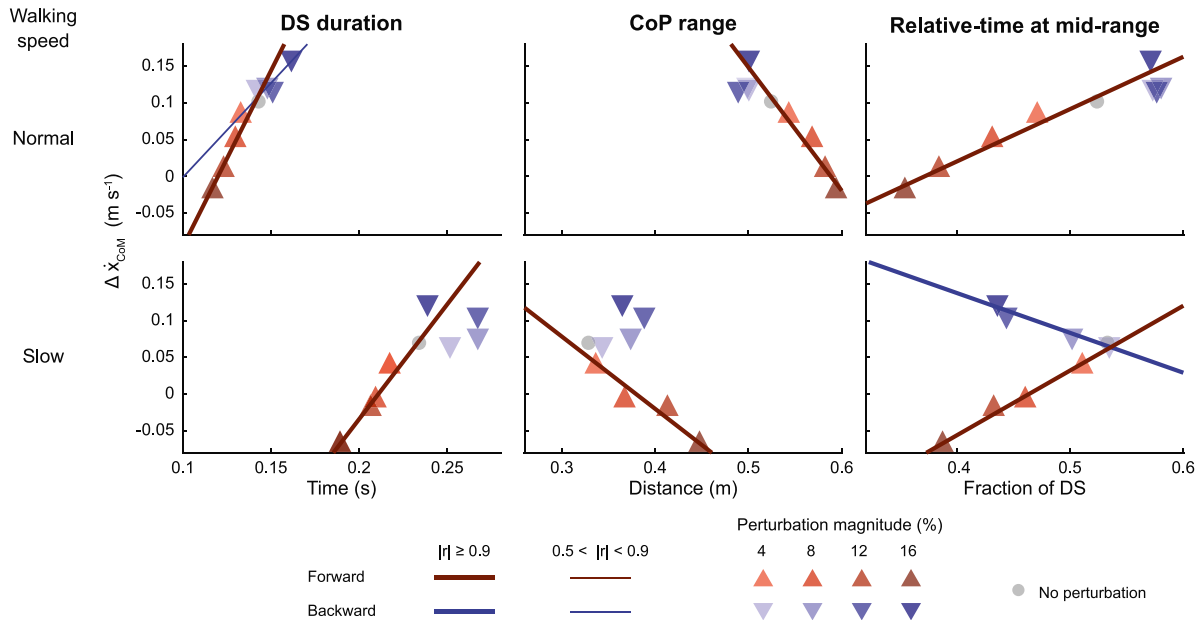 Walking
speed
DS duration
CoP range
Relative-time at mid-range
Normal
Slow
Δ ẋCoM (m s⁻¹)
0.15
0.1
0.05
0
-0.05
0.15
0.1
0.05
0
-0.05
0.1 0.15 0.2 0.25
0.3 0.4 0.5 0.6
0.4 0.5 0.6
Time (s)
Distance (m)
Fraction of DS
Perturbation magnitude (%)
|r| ≥ 0.9
0.5 < |r| < 0.9
4 8 12 16
Forward
Backward
No perturbation